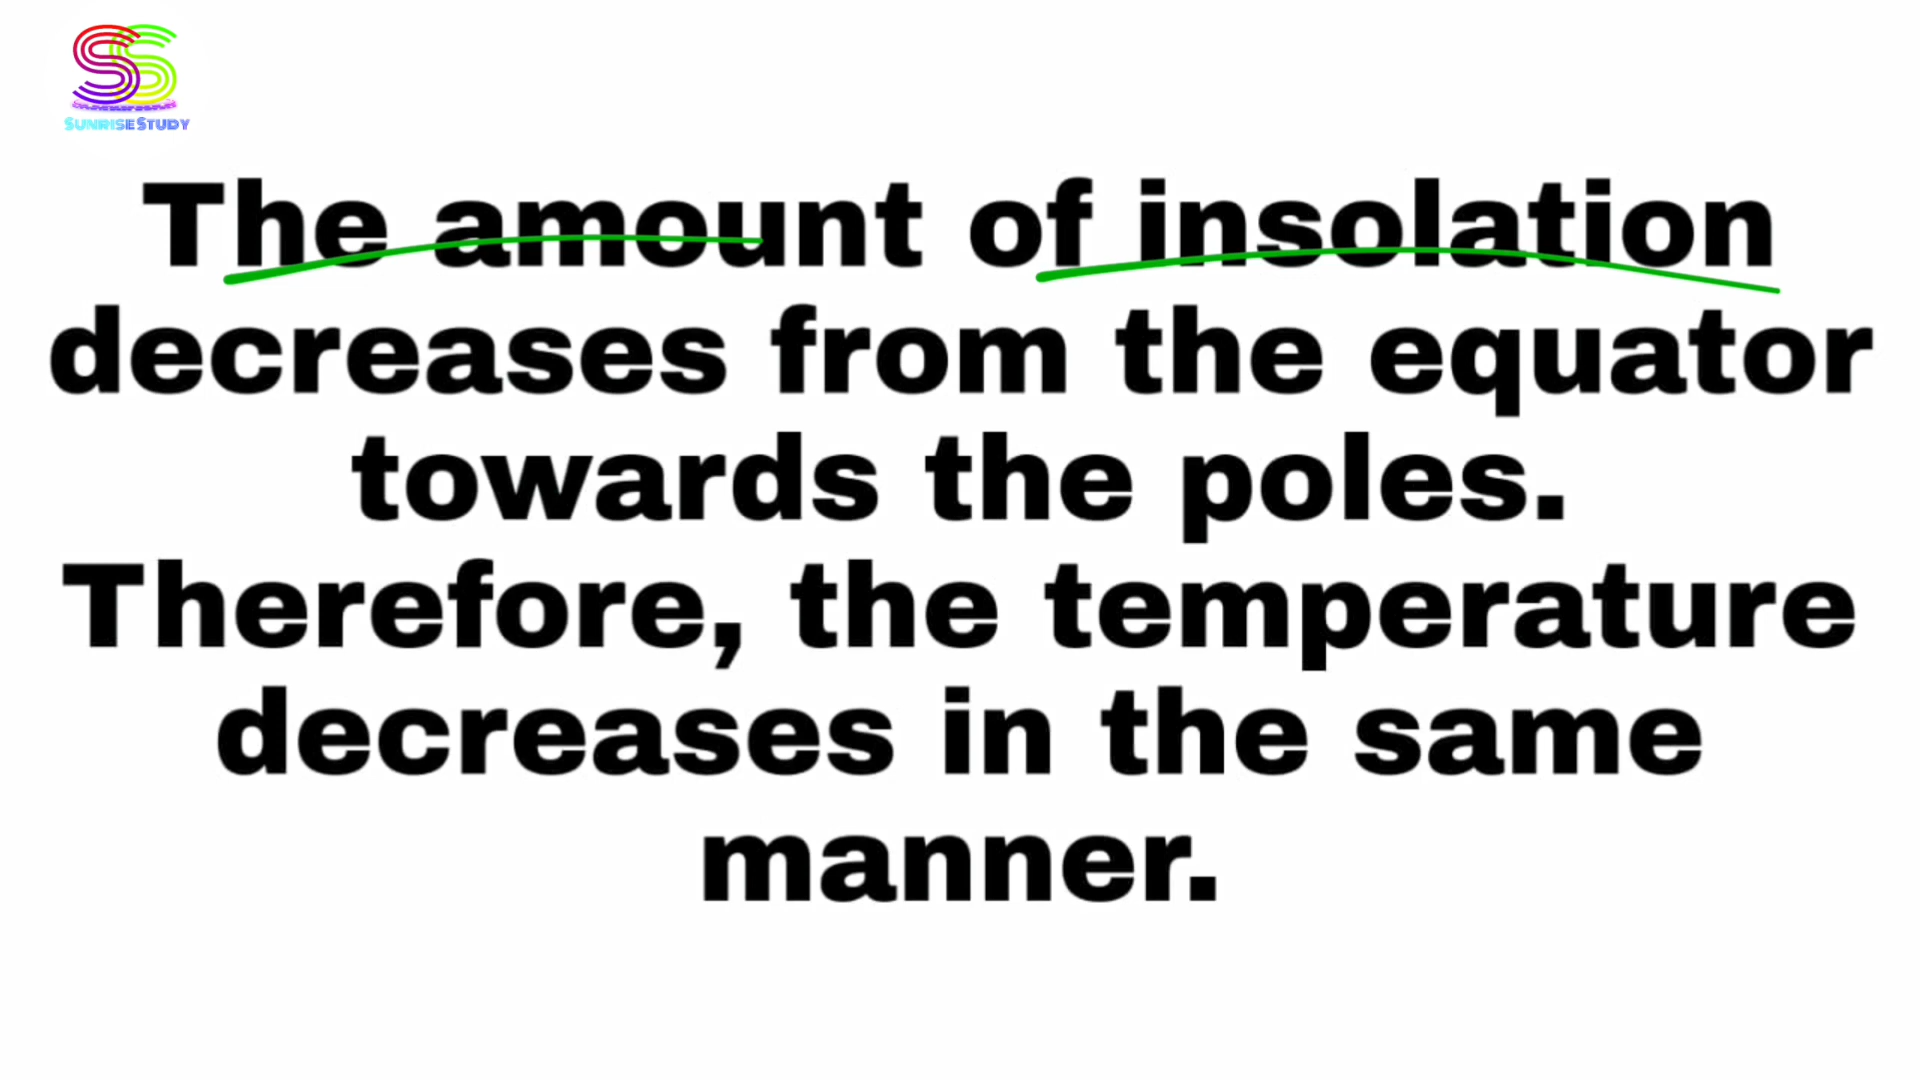 SUNRISE STUDY
The amount of insolation
decreases from the equator
towards the poles.
Therefore, the temperature
decreases in the same
manner.